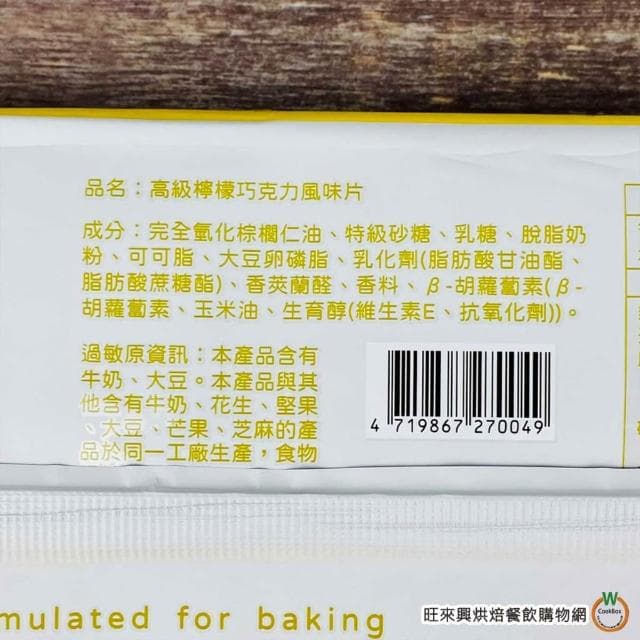 品名：高級檸檬巧克力風味片
成分：完全氫化棕櫚仁油、特級砂糖、乳糖、脫脂奶
粉、可可脂、大豆卵磷脂、乳化劑(脂肪酸甘油酯、
脂肪酸蔗糖酯)、香莢蘭醛、香料、β-胡蘿蔔素(β-
胡蘿蔔素、玉米油、生育醇(維生素E、抗氧化劑))。
過敏原資訊：本產品含有
牛奶、大豆。本產品與其
他含有牛奶、花生、堅果
、大豆、芒果、芝麻的產
品於同一工廠生產，食物
4 719867 270049
mulated for baking
旺來興烘焙餐飲購物網
W
CookBox